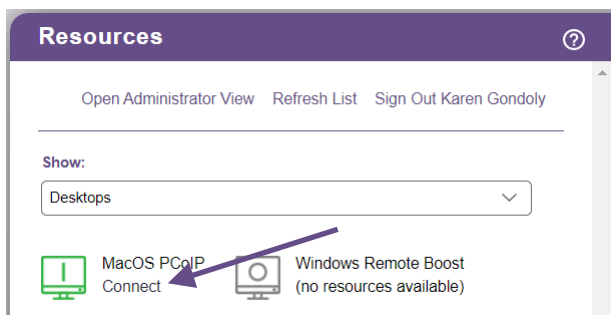 Resources
Open Administrator View Refresh List Sign Out Karen Gondoly
Show:
Desktops
MacOS PCoIP
Connect
Windows Remote Boost
(no resources available)